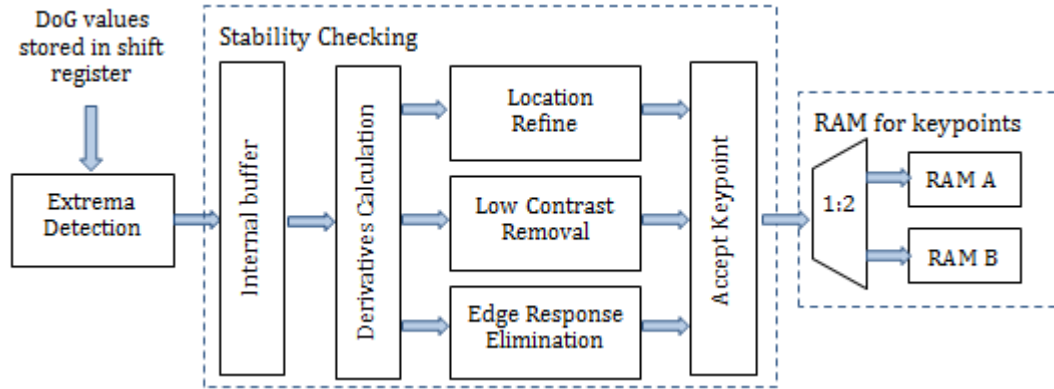 DoG values
stored in shift
register
Extrema
Detection
Stability Checking
Internal buffer
Derivatives Calculation
Location
Refine
Low Contrast
Removal
Edge Response
Elimination
Accept Keypoint
RAM for keypoints
1:2
RAM A
RAM B